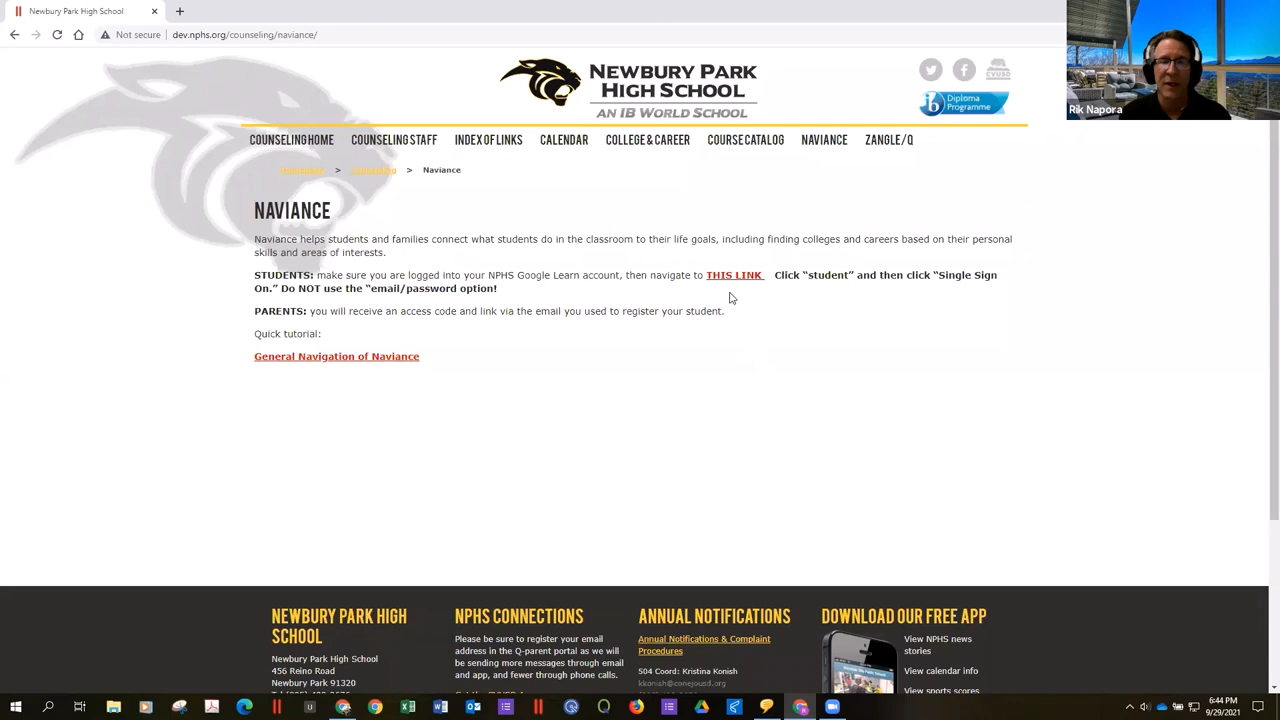 Newbury Park High School
Not secure
dev.nphs.org/counseling/naviance/
NEWBURY PARK
HIGH SCHOOL
AN IB WORLD SCHOOL
CVUSD
ib Diploma
Programme
Rik Napora
COUNSELING HOME COUNSELING STAFF INDEX OF LINKS CALENDAR COLLEGE & CAREER COURSE CATALOG NAVIANCE ZANGLE/Q
> > Naviance
NAVIANCE
Naviance helps students and families connect what students do in the classroom to their life goals, including finding colleges and careers based on their personal
skills and areas of interests.
STUDENTS: make sure you are logged into your NPHS Google Learn account, then navigate to THIS LINK Click “student” and then click “Single Sign
On.” Do NOT use the “email/password option!
PARENTS: you will receive an access code and link via the email you used to register your student.
Quick tutorial:
General Navigation of Naviance
NEWBURY PARK HIGH
SCHOOL
Newbury Park High School
456 Reino Road
Newbury Park 91320
NPHS CONNECTIONS
Please be sure to register your email
address in the Q-parent portal as we will
be sending more messages through email
and app, and fewer through phone calls.
ANNUAL NOTIFICATIONS
Annual Notifications & Complaint
Procedures
504 Coord: Kristina Konish
kkonish@conejousd.org
DOWNLOAD OUR FREE APP
View NPHS news
stories
View calendar info
View sports scores
6:44 PM
9/29/2021